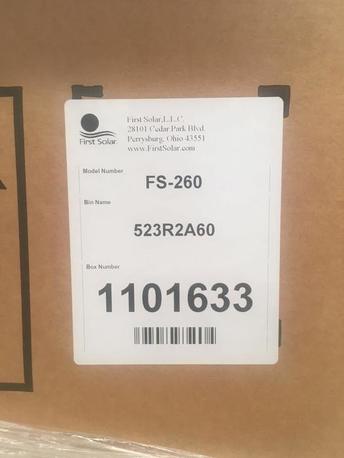 First Solar, L.L.C.
28101 Cedar Park Blvd.
Perrysburg, Ohio 43551
www.FirstSolar.com
First Solar.
Model Number
FS-260
Bin Name
523R2A60
Box Number
1101633